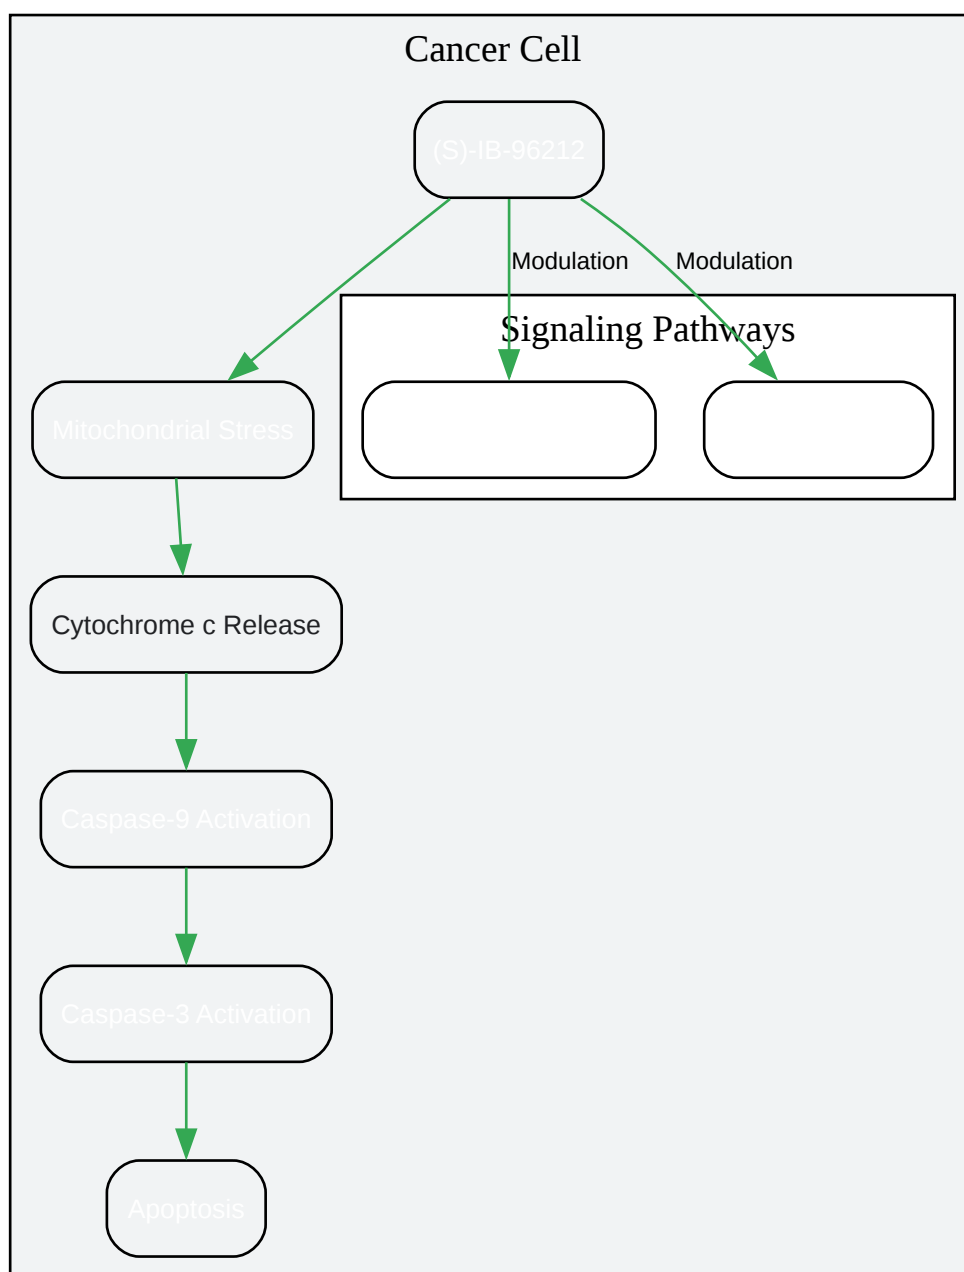 Cancer Cell
(S)-IB-96212
Modulation
Modulation
Signaling Pathways
Mitochondrial Stress
Cytochrome c Release
Caspase-9 Activation
Caspase-3 Activation
Apoptosis